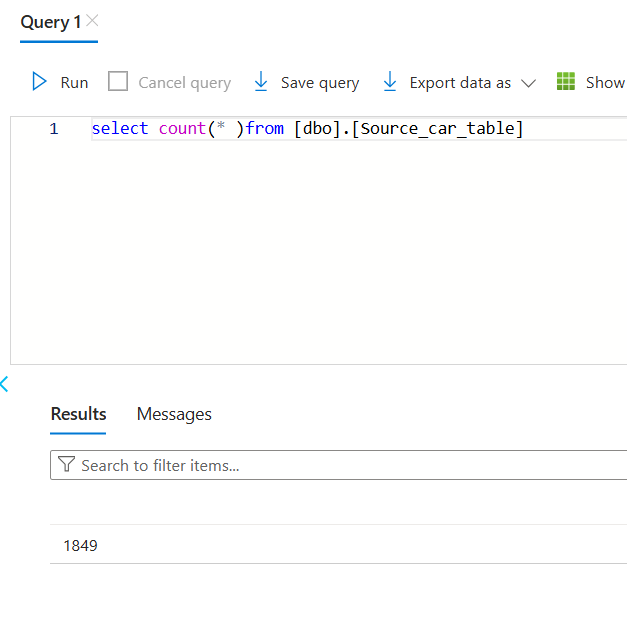 Query 1
Run Cancel query Save query Export data as Show
1 select count(* )from [dbo].[Source_car_table]
Results Messages
Search to filter items...
1849